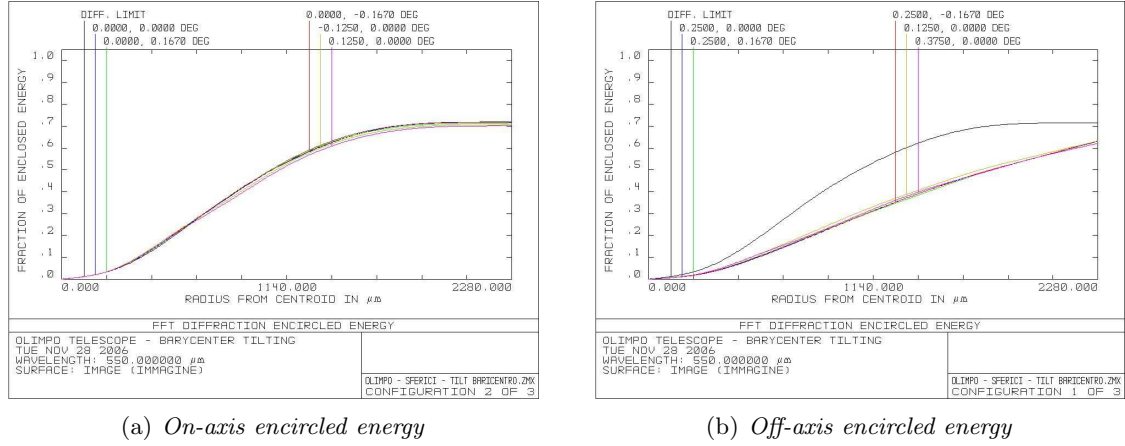 DIFF. LIMIT
0.0000, 0.0000 DEG
0.0000, 0.1670 DEG
0.0000, -0.1670 DEG
-0.1250, 0.0000 DEG
0.1250, 0.0000 DEG
FRACTION OF ENCLOSED ENERGY
1.0
.9
.8
.7
.6
.5
.4
.3
.2
.1
.0
0.000
1140.000
2280.000
RADIUS FROM CENTROID IN µm
FFT DIFFRACTION ENCIRCLED ENERGY
OLIMPO TELESCOPE - BARYCENTER TILTING
TUE NOV 28 2006
WAVELENGTH: 550.000000 µm
SURFACE: IMAGE (IMMAGINE)
OLIMPO - SFERICI - TILT BARICENTRO.ZMX
CONFIGURATION 2 OF 3
(a) On-axis encircled energy
DIFF. LIMIT
0.2500, 0.0000 DEG
0.2500, 0.1670 DEG
0.2500, -0.1670 DEG
0.1250, 0.0000 DEG
0.3750, 0.0000 DEG
FRACTION OF ENCLOSED ENERGY
1.0
.9
.8
.7
.6
.5
.4
.3
.2
.1
.0
0.000
1140.000
2280.000
RADIUS FROM CENTROID IN µm
FFT DIFFRACTION ENCIRCLED ENERGY
OLIMPO TELESCOPE - BARYCENTER TILTING
TUE NOV 28 2006
WAVELENGTH: 550.000000 µm
SURFACE: IMAGE (IMMAGINE)
OLIMPO - SFERICI - TILT BARICENTRO.ZMX
CONFIGURATION 1 OF 3
(b) Off-axis encircled energy